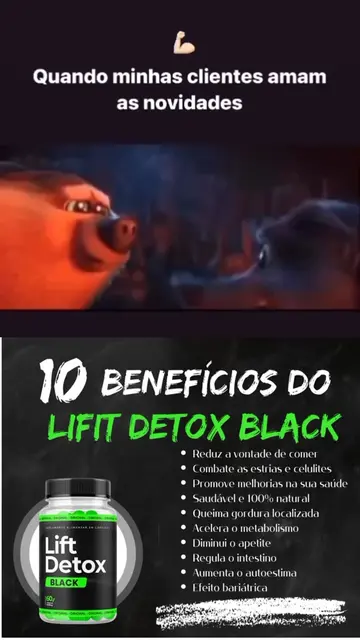 Quando minhas clientes amam
as novidades
10 BENEFÍCIOS DO
LIFIT DETOX BLACK
Reduz a vontade de comer
Combate as estrias e celulites
Promove melhorias na sua saúde
Saudável e 100% natural
Queima gordura localizada
Acelera o metabolismo
Diminui o apetite
Regula o intestino
Aumenta o autoestima
Efeito bariátrica
Lift
Detox
BLACK
60